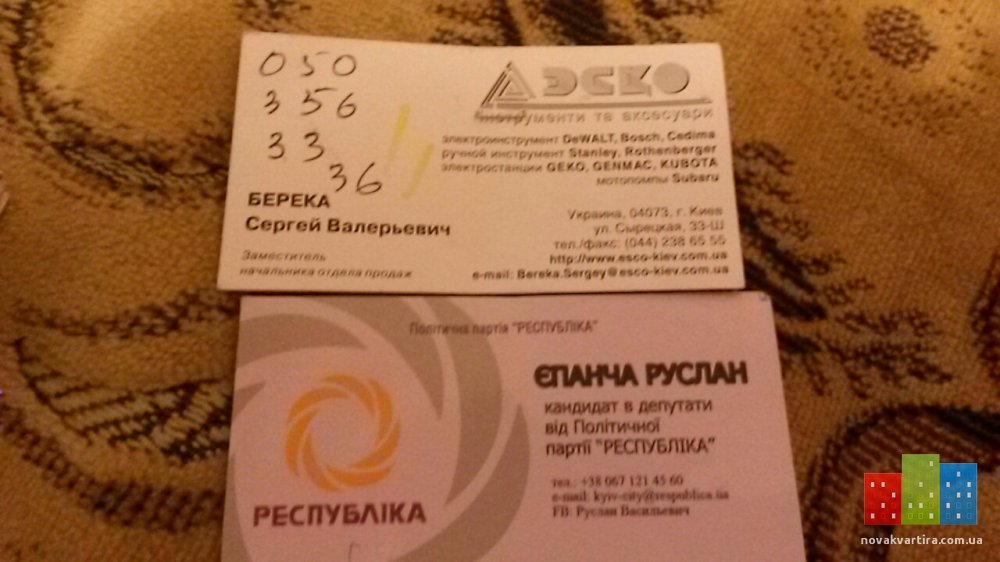 050
356
33
36
ЭСКО
інструменти та аксесуари
электроинструмент DeWALT, Bosch, Cedima
ручной инструмент Stanley, Rothenberger
электростанции GEKO, GENMAC, KUBOTA
мотопомпы Subaru
БЕРЕКА
Сергей Валерьевич
Заместитель
начальника отдела продаж
Украина, 04073, г. Киев
ул. Сырецкая, 33-Ш
тел./факс: (044) 238 65 55
http://www.esco-kiev.com.ua
e-mail: Bereka.Sergey@esco-kiev.com.ua
Політична партія "РЕСПУБЛІКА"
ЄПАНЧА РУСЛАН
кандидат в депутати
від Політичної
партії "РЕСПУБЛІКА"
тел.: +38 067 121 45 60
e-mail: kyiv-city@respublica.ua
FB: Руслан Васильевич
РЕСПУБЛІКА
novakvartira.com.ua